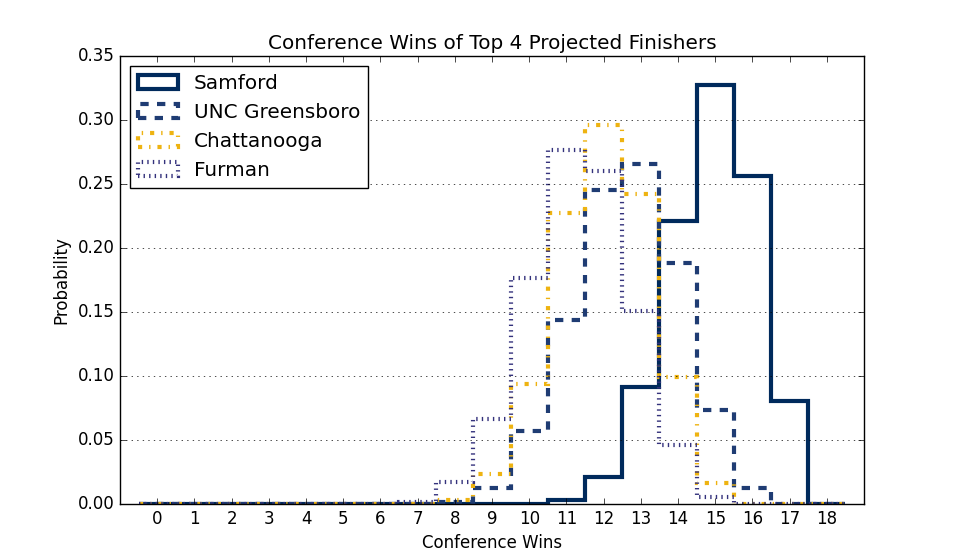 Conference Wins of Top 4 Projected Finishers
0.35
0.30
0.25
0.20
0.15
0.10
0.05
0.00
Probability
Samford
UNC Greensboro
Chattanooga
Furman
0 1 2 3 4 5 6 7 8 9 10 11 12 13 14 15 16 17 18
Conference Wins